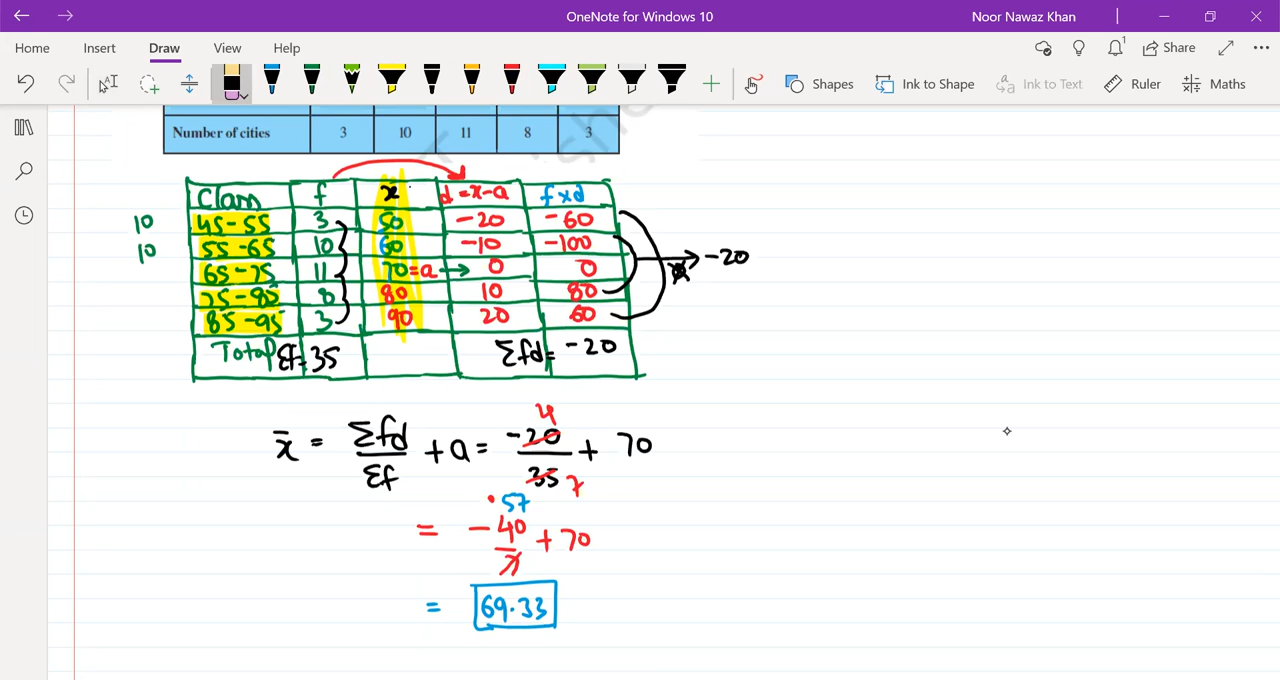 OneNote for Windows 10
Noor Nawaz Khan
Home Insert Draw View Help
1 Share
Shapes Ink to Shape Ink to Text Ruler Maths
Number of cities 3 10 11 8 3
Class f x d = x-a f x d
10 45-55 3 50 -20 -60
10 55-65 10 60 -10 -100
65-75 11 70 = a → 0 0
75-85 8 80 10 80
85-95 3 90 20 60
→ -20
Total Σf= 35 Σfd = -20
x̄ = Σfd/Σf + a = -20/35 + 70
4
7
.57
= -40/7 + 70
= 69.33